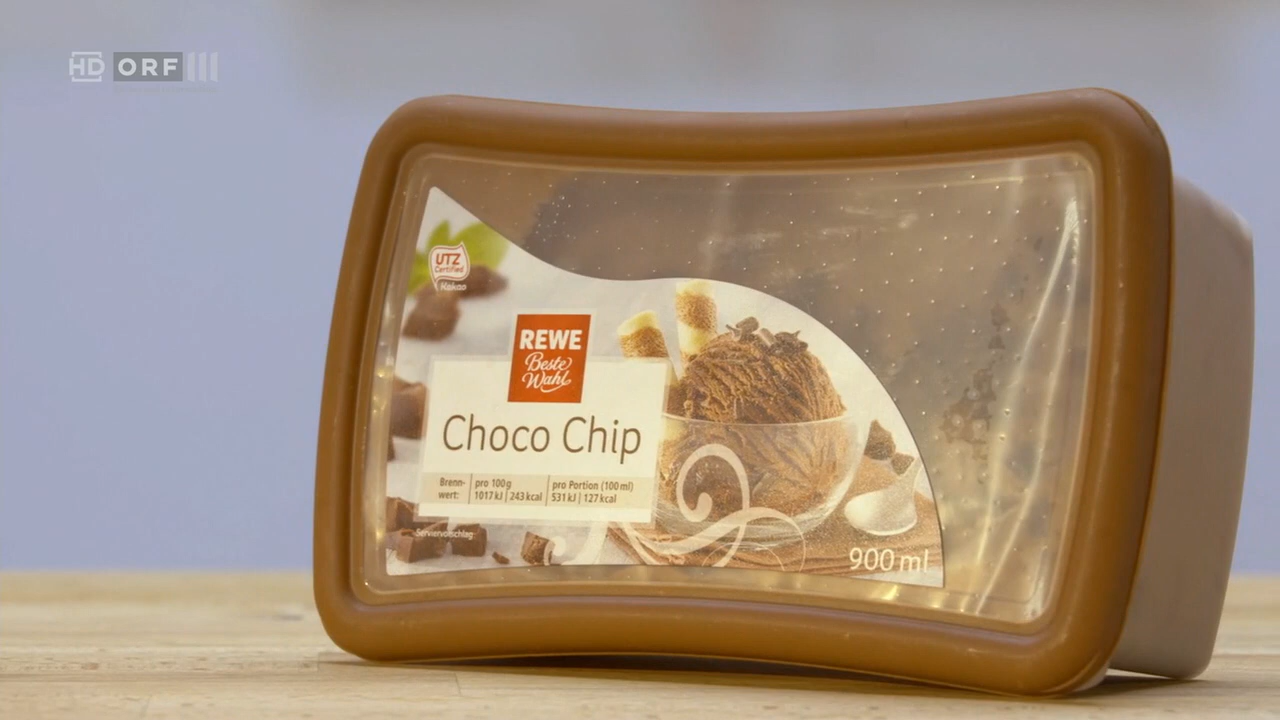 HD ORF III
UTZ
Certified
Kakao
REWE
Beste
Wahl
Choco Chip
Brenn-
wert:
pro 100g
1017 kJ | 243 kcal
pro Portion (100 ml)
531 kJ | 127 kcal
Serviervorschlag
900 ml